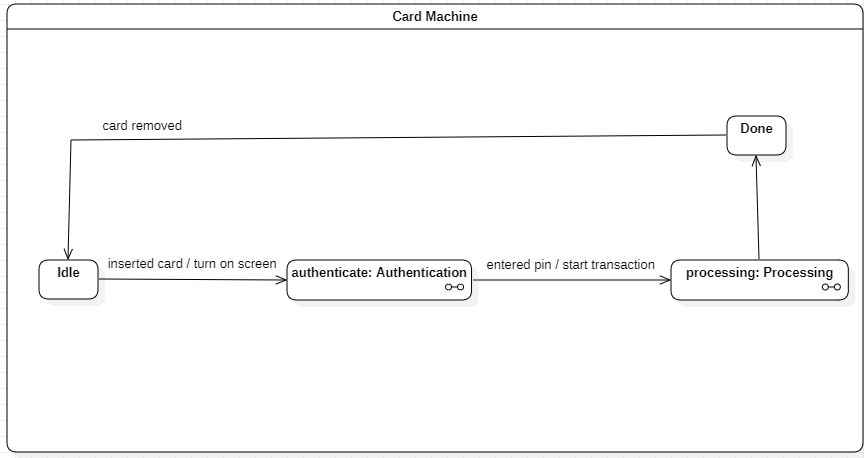 Card Machine
card removed
Done
Idle
inserted card / turn on screen
authenticate: Authentication
entered pin / start transaction
processing: Processing